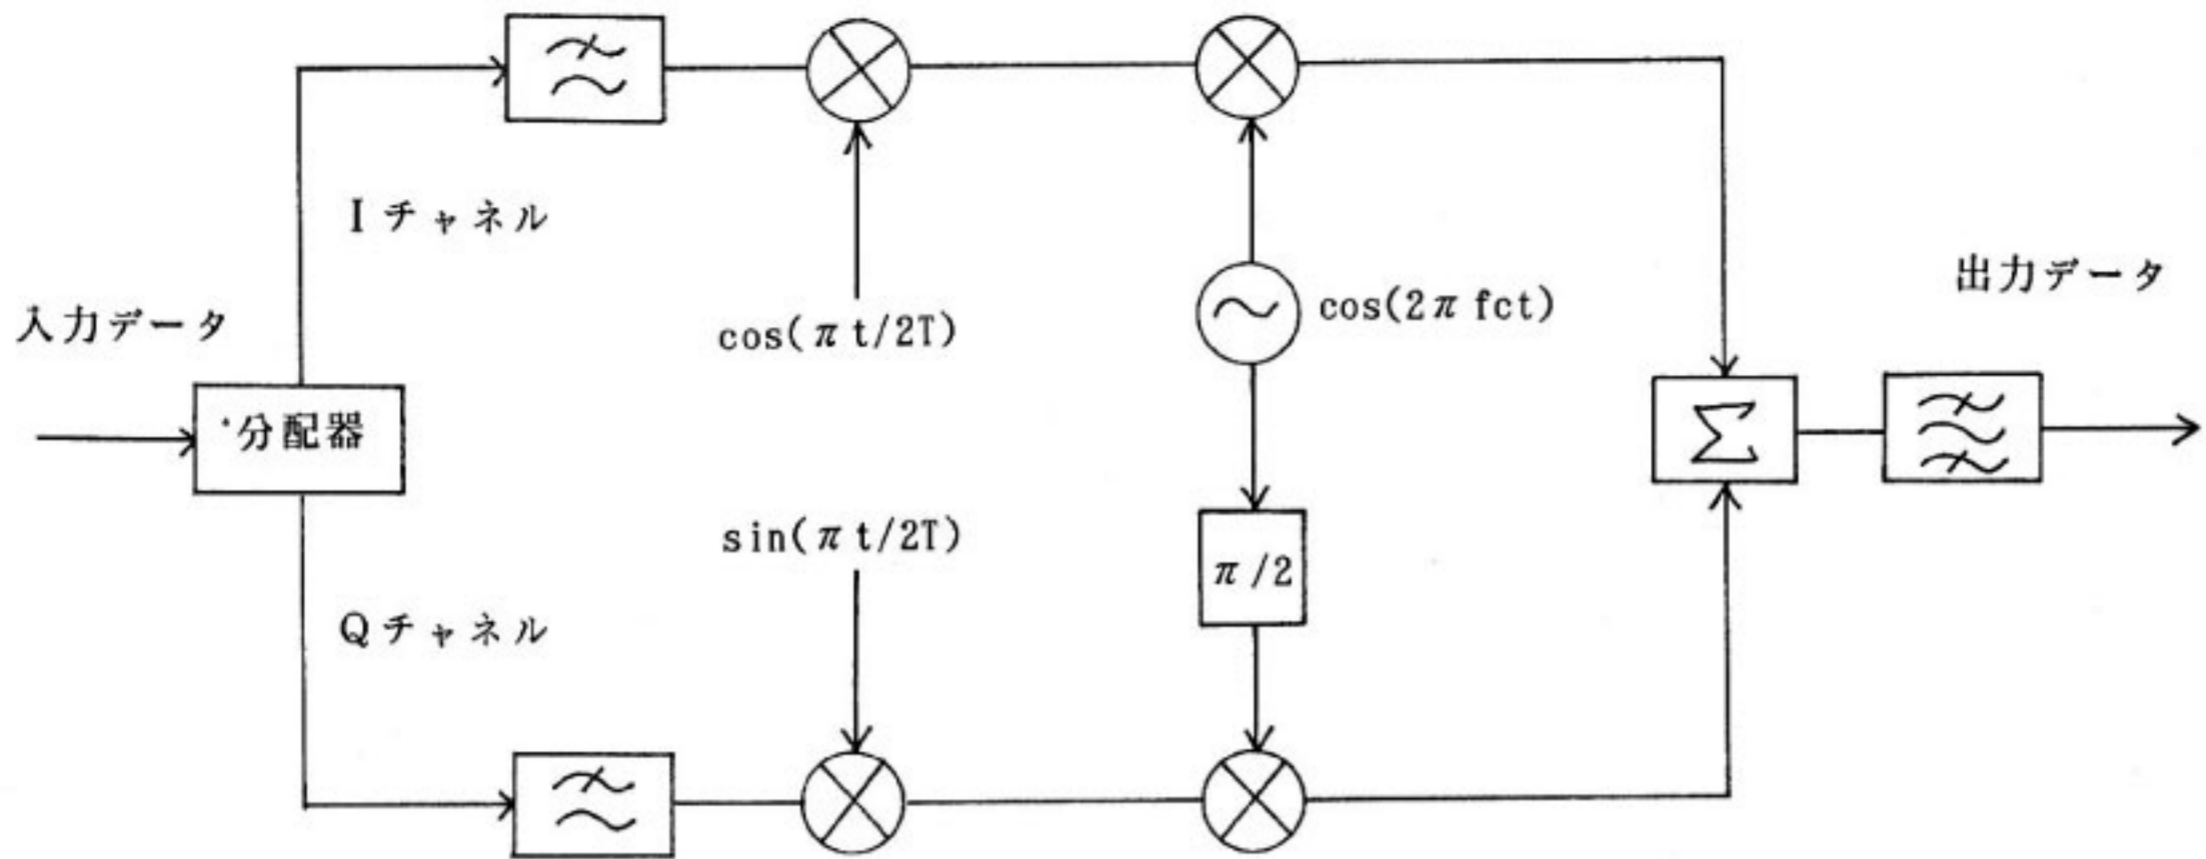 Iチャネル
入力データ
分配器
cos(πt/2T)
cos(2πfct)
出力データ
Σ
sin(πt/2T)
π/2
Qチャネル